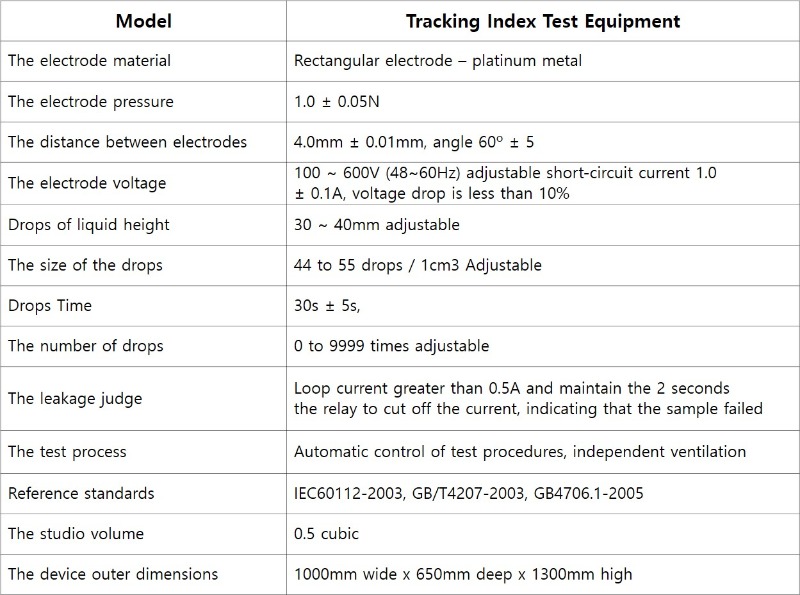 Model
Tracking Index Test Equipment
The electrode material
Rectangular electrode – platinum metal
The electrode pressure
1.0 ± 0.05N
The distance between electrodes
4.0mm ± 0.01mm, angle 60º ± 5
The electrode voltage
100 ~ 600V (48~60Hz) adjustable short-circuit current 1.0
± 0.1A, voltage drop is less than 10%
Drops of liquid height
30 ~ 40mm adjustable
The size of the drops
44 to 55 drops / 1cm3 Adjustable
Drops Time
30s ± 5s,
The number of drops
0 to 9999 times adjustable
The leakage judge
Loop current greater than 0.5A and maintain the 2 seconds
the relay to cut off the current, indicating that the sample failed
The test process
Automatic control of test procedures, independent ventilation
Reference standards
IEC60112-2003, GB/T4207-2003, GB4706.1-2005
The studio volume
0.5 cubic
The device outer dimensions
1000mm wide x 650mm deep x 1300mm high